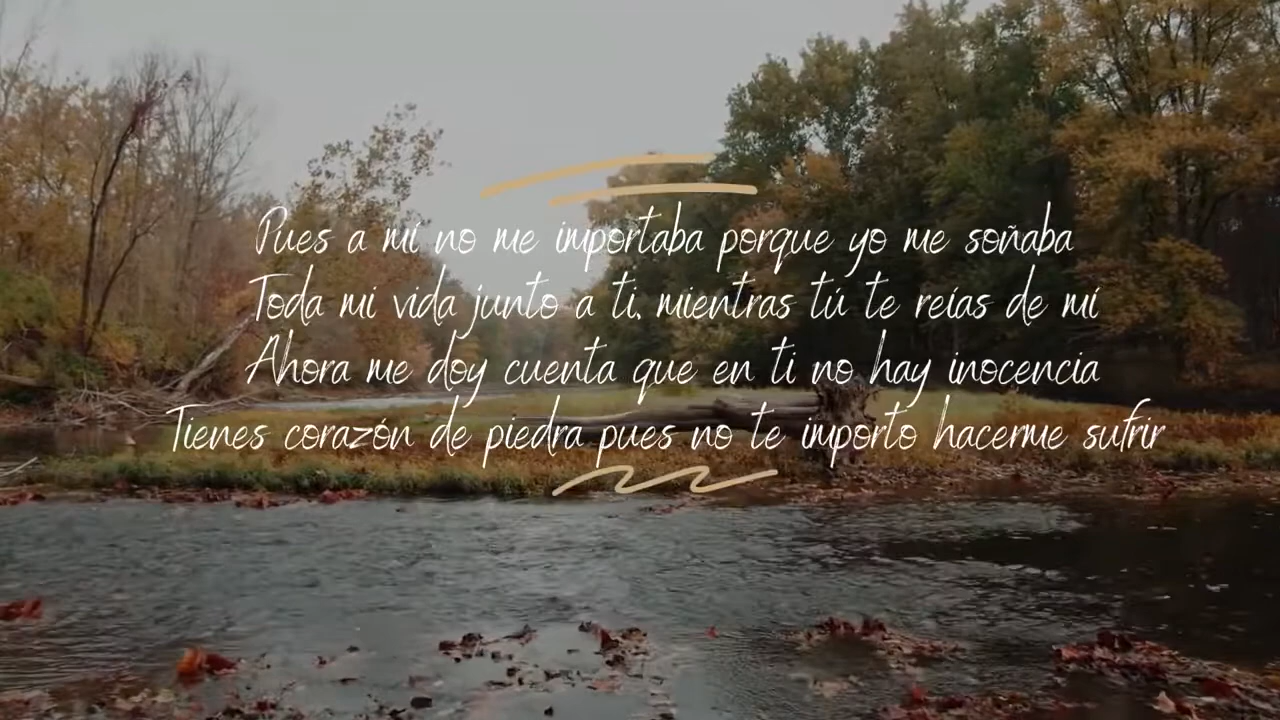 Pues a mí no me importaba porque yo me soñaba
Toda mi vida junto a ti, mientras tú te reías de mí
Ahora me doy cuenta que en ti no hay inocencia
Tienes corazón de piedra pues no te importo hacerme sufrir